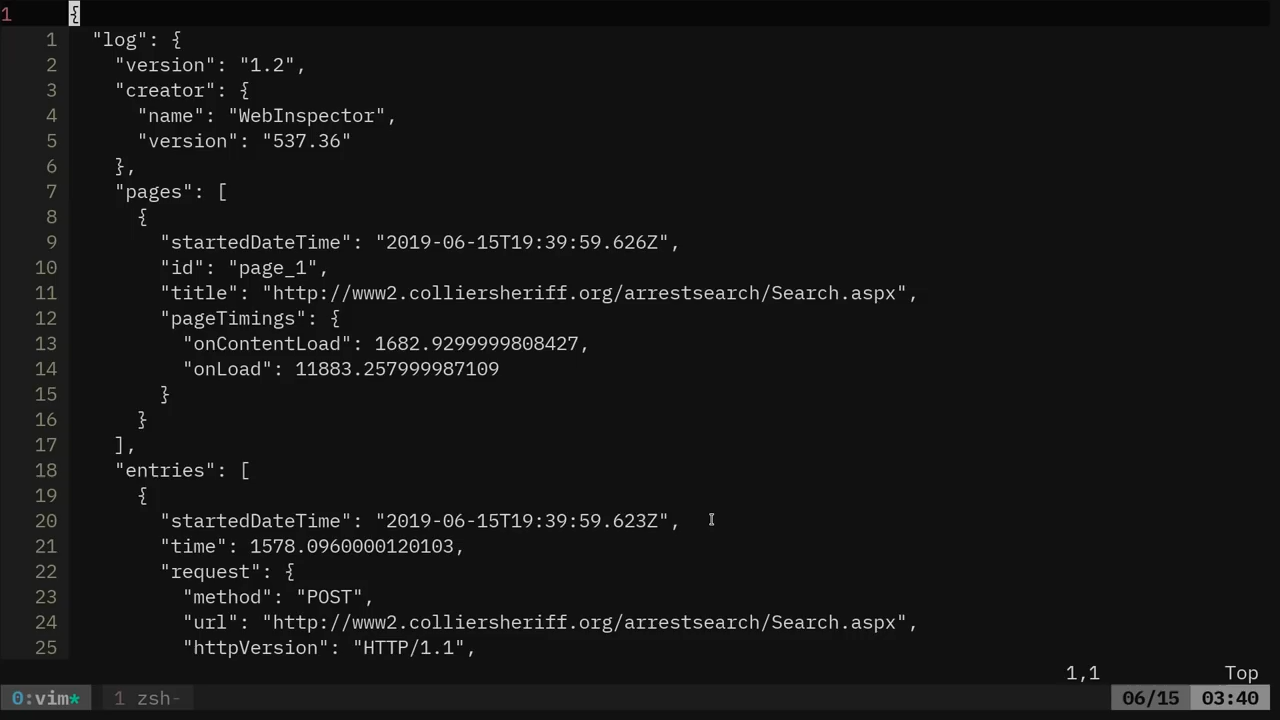 1 {
1 "log": {
2 "version": "1.2",
3 "creator": {
4 "name": "WebInspector",
5 "version": "537.36"
6 },
7 "pages": [
8 {
9 "startedDateTime": "2019-06-15T19:39:59.626Z",
10 "id": "page_1",
11 "title": "http://www2.colliersheriff.org/arrestsearch/Search.aspx",
12 "pageTimings": {
13 "onContentLoad": 1682.9299999808427,
14 "onLoad": 11883.257999987109
15 }
16 }
17 ],
18 "entries": [
19 {
20 "startedDateTime": "2019-06-15T19:39:59.623Z",
21 "time": 1578.0960000120103,
22 "request": {
23 "method": "POST",
24 "url": "http://www2.colliersheriff.org/arrestsearch/Search.aspx",
25 "httpVersion": "HTTP/1.1",
1,1 Top
0:vim* 1 zsh- 06/15 03:40